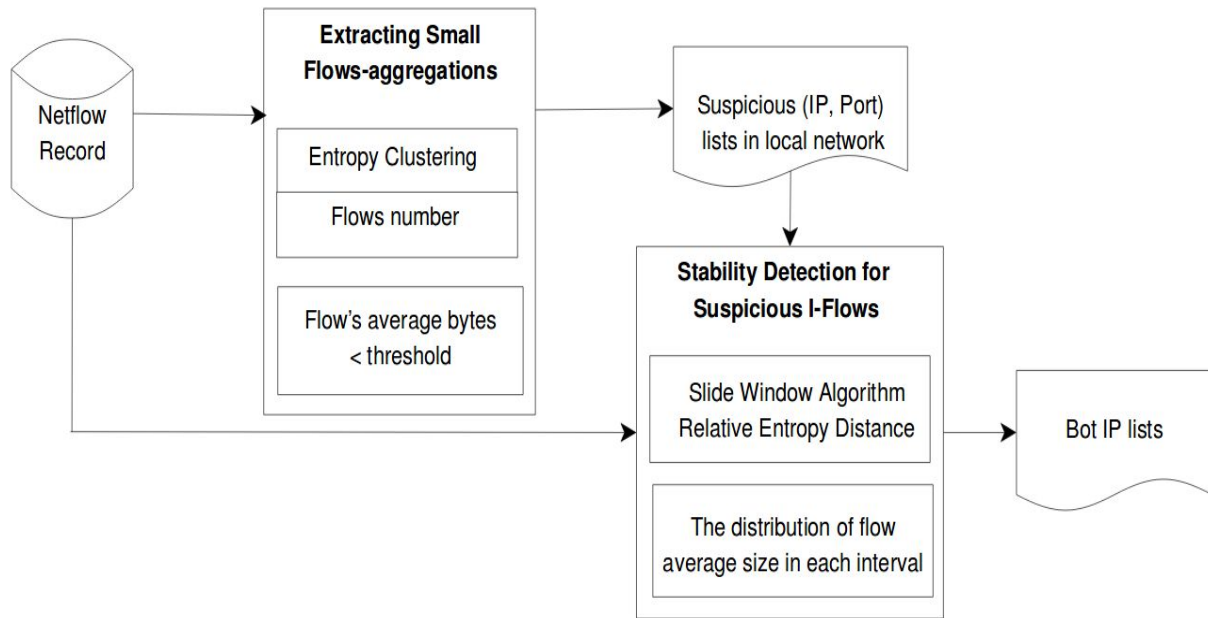 Netflow
Record
Extracting Small
Flows-aggregations
Entropy Clustering
Flows number
Flow's average bytes
< threshold
Suspicious (IP, Port)
lists in local network
Stability Detection for
Suspicious I-Flows
Slide Window Algorithm
Relative Entropy Distance
The distribution of flow
average size in each interval
Bot IP lists